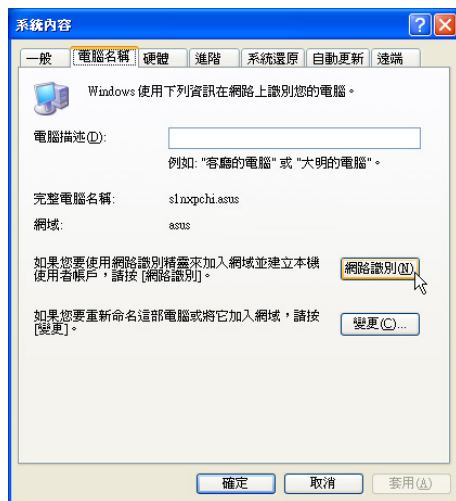 系統內容
一般 電腦名稱 硬體 進階 系統還原 自動更新 遠端
Windows 使用下列資訊在網路上識別您的電腦。
電腦描述(D):
例如: "客廳的電腦" 或 "大明的電腦"。
完整電腦名稱: s1nxpchi.asus
網域: asus
如果您要使用網路識別精靈來加入網域並建立本機
使用者帳戶，請按 [網路識別]。
網路識別(N)
如果您要重新命名這部電腦或將它加入網域，請按
[變更]。
變更(C)...
確定 取消 套用(A)